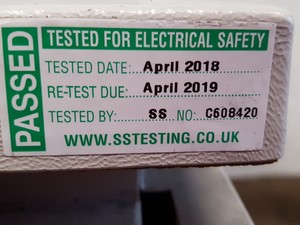 PASSED
TESTED FOR ELECTRICAL SAFETY
TESTED DATE: April 2018
RE-TEST DUE: April 2019
TESTED BY: SS NO: C608420
WWW.SSTESTING.CO.UK